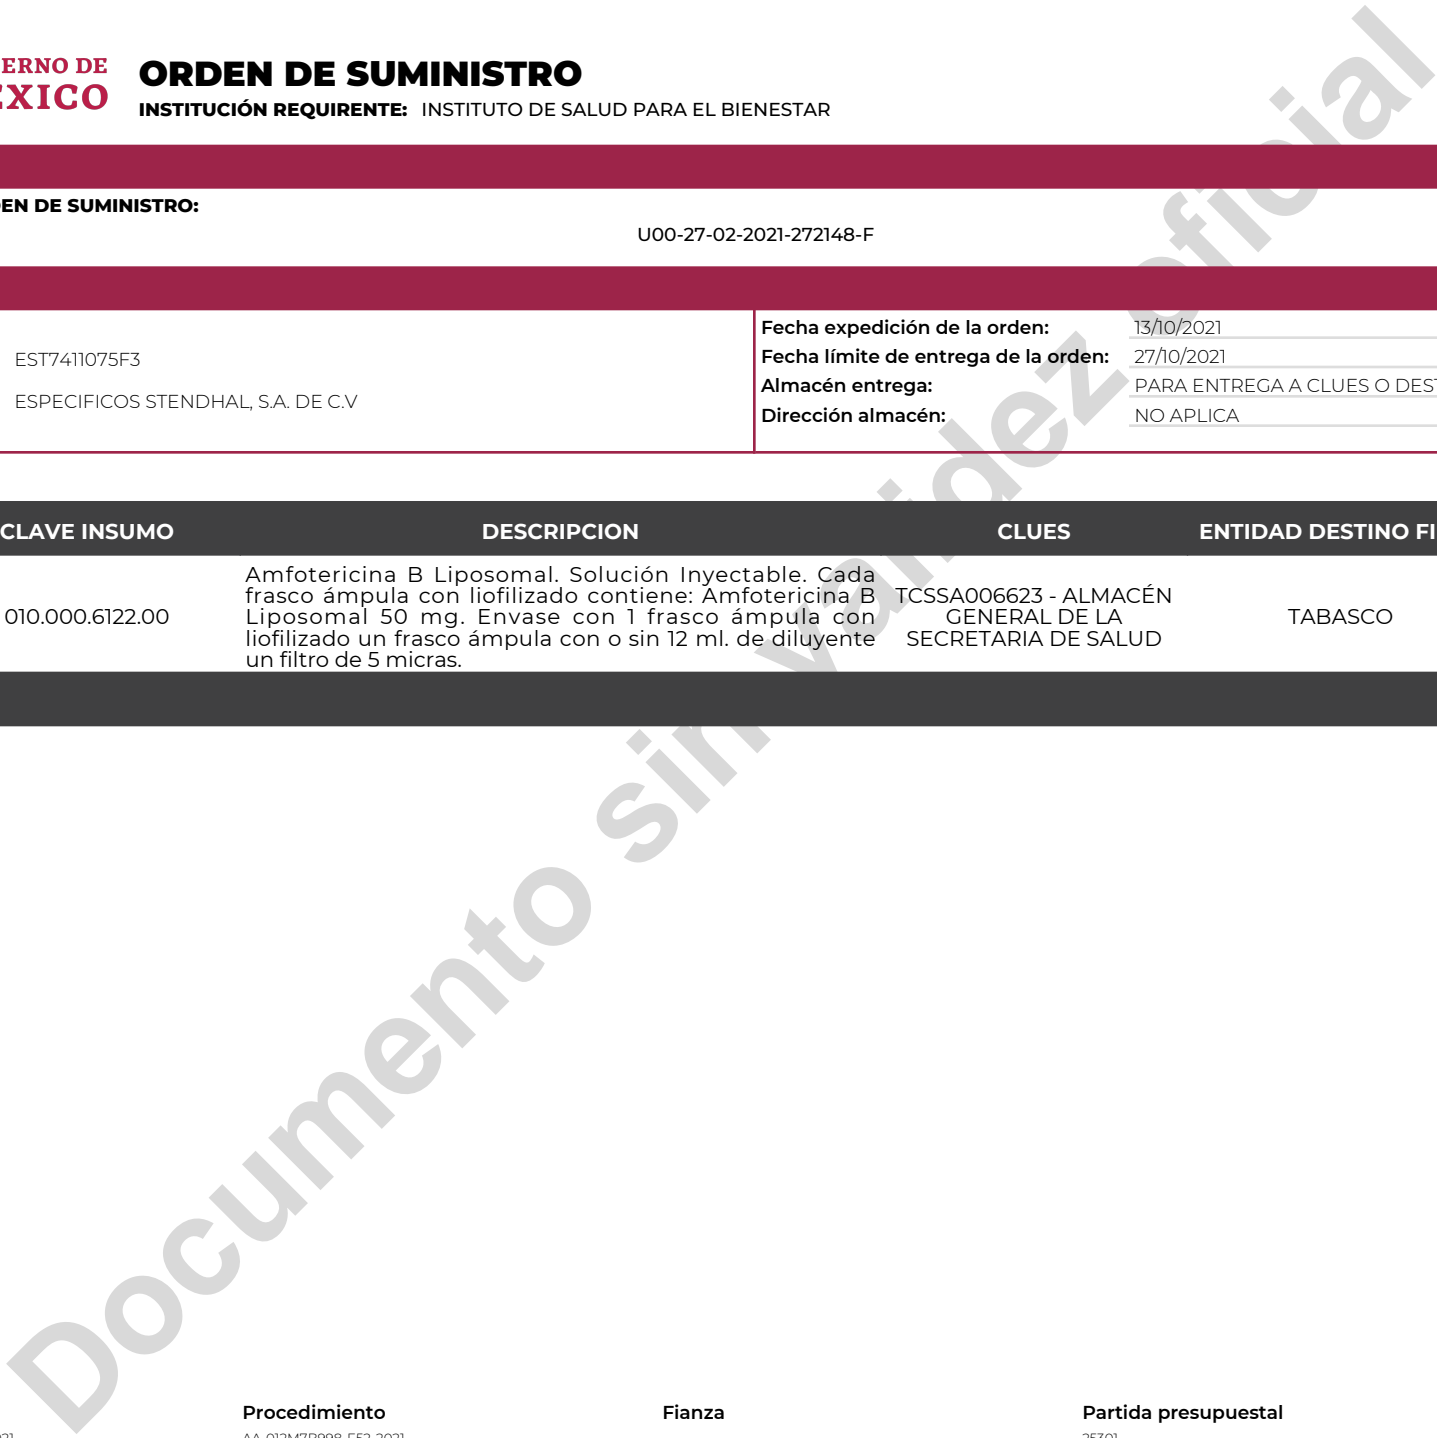 ERNO DE
EXICO
ORDEN DE SUMINISTRO
INSTITUCIÓN REQUIRENTE: INSTITUTO DE SALUD PARA EL BIENESTAR
EN DE SUMINISTRO:
U00-27-02-2021-272148-F
EST7411075F3
ESPECIFICOS STENDHAL, S.A. DE C.V
Fecha expedición de la orden: 13/10/2021
Fecha límite de entrega de la orden: 27/10/2021
Almacén entrega: PARA ENTREGA A CLUES O DEST
Dirección almacén: NO APLICA
CLAVE INSUMO DESCRIPCION CLUES ENTIDAD DESTINO FI
010.000.6122.00
Amfotericina B Liposomal. Solución Inyectable. Cada
frasco ámpula con liofilizado contiene: Amfotericina B
Liposomal 50 mg. Envase con 1 frasco ámpula con
liofilizado un frasco ámpula con o sin 12 ml. de diluyente
un filtro de 5 micras.
TCSSA006623 - ALMACÉN
GENERAL DE LA
SECRETARIA DE SALUD
TABASCO
Documento sin validez oficial
Procedimiento Fianza Partida presupuestal